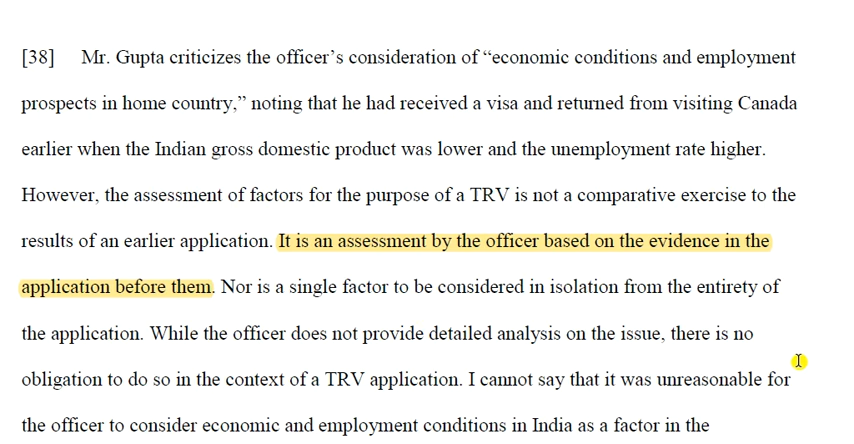 [38] Mr. Gupta criticizes the officer’s consideration of “economic conditions and employment
prospects in home country,” noting that he had received a visa and returned from visiting Canada
earlier when the Indian gross domestic product was lower and the unemployment rate higher.
However, the assessment of factors for the purpose of a TRV is not a comparative exercise to the
results of an earlier application. It is an assessment by the officer based on the evidence in the
application before them. Nor is a single factor to be considered in isolation from the entirety of
the application. While the officer does not provide detailed analysis on the issue, there is no
obligation to do so in the context of a TRV application. I cannot say that it was unreasonable for
the officer to consider economic and employment conditions in India as a factor in the